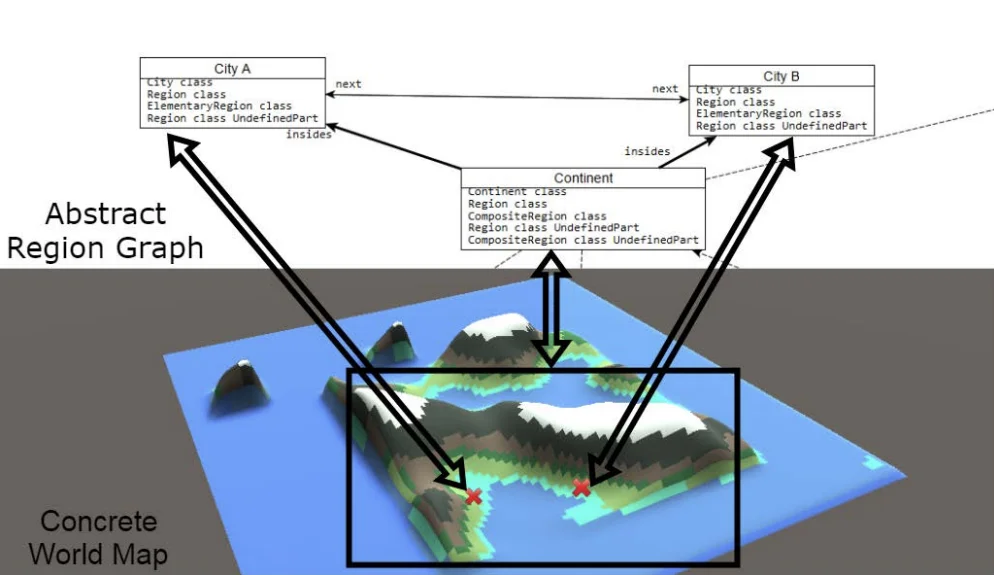 City A
City class
Region class
ElementaryRegion class
Region class UndefinedPart
next
next
City B
City class
Region class
ElementaryRegion class
Region class UndefinedPart
insides
insides
Continent
Continent class
Region class
CompositeRegion class
Region class UndefinedPart
CompositeRegion class UndefinedPart
Abstract
Region Graph
Concrete
World Map